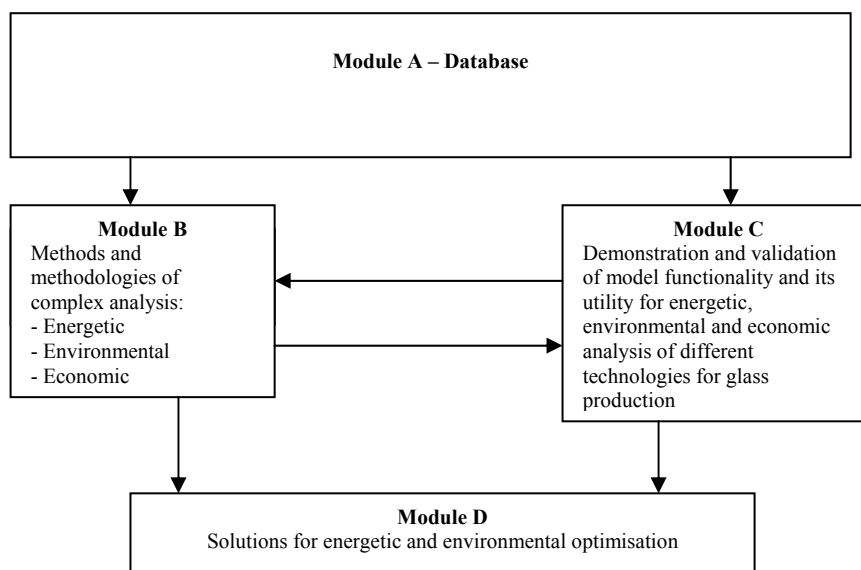 Module A – Database
Module B
Methods and
methodologies of
complex analysis:
- Energetic
- Environmental
- Economic
Module C
Demonstration and validation
of model functionality and its
utility for energetic,
environmental and economic
analysis of different
technologies for glass
production
Module D
Solutions for energetic and environmental optimisation